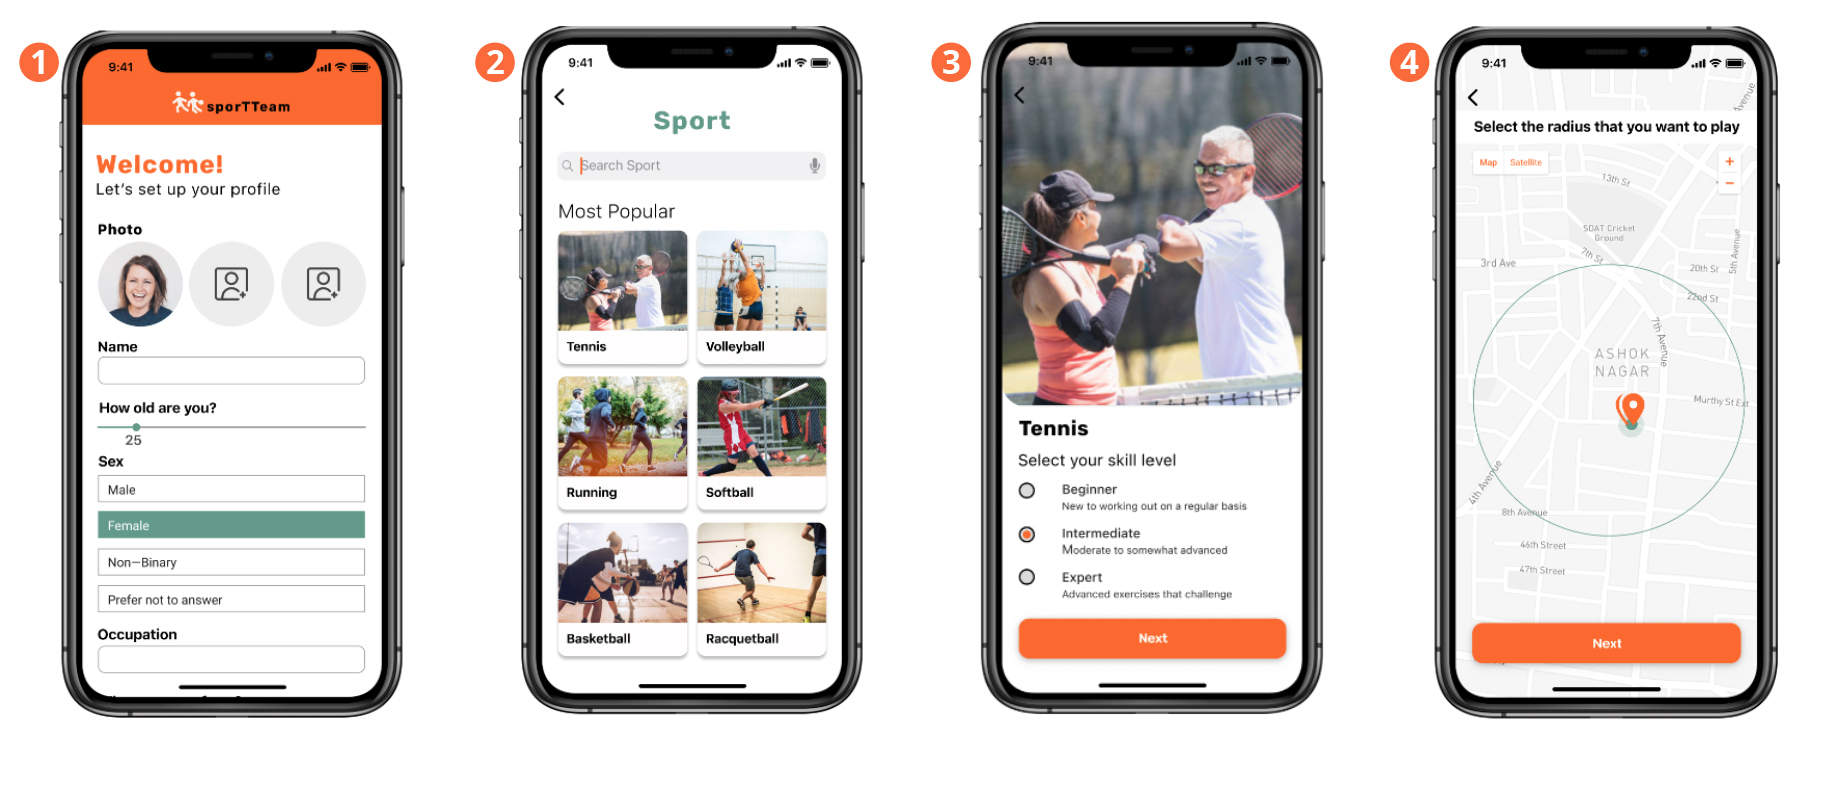 1
9:41
sporTTeam
Welcome!
Let's set up your profile
Photo
Name
How old are you?
25
Sex
Male
Female
Non–Binary
Prefer not to answer
Occupation
2
9:41
Sport
Search Sport
Most Popular
Tennis
Volleyball
Running
Softball
Basketball
Racquetball
3
9:41
Tennis
Select your skill level
Beginner
New to working out on a regular basis
Intermediate
Moderate to somewhat advanced
Expert
Advanced exercises that challenge
Next
4
9:41
Avenue
Select the radius that you want to play
Map
Satellite
+
−
13th St
SDAT Cricket
Ground
7th St
3rd Ave
5th Avenue
20th St
22nd St
7th Avenue
ASHOK
NAGAR
Murthy St Ext
4th Avenue
8th Avenue
46th Street
47th Street
Next